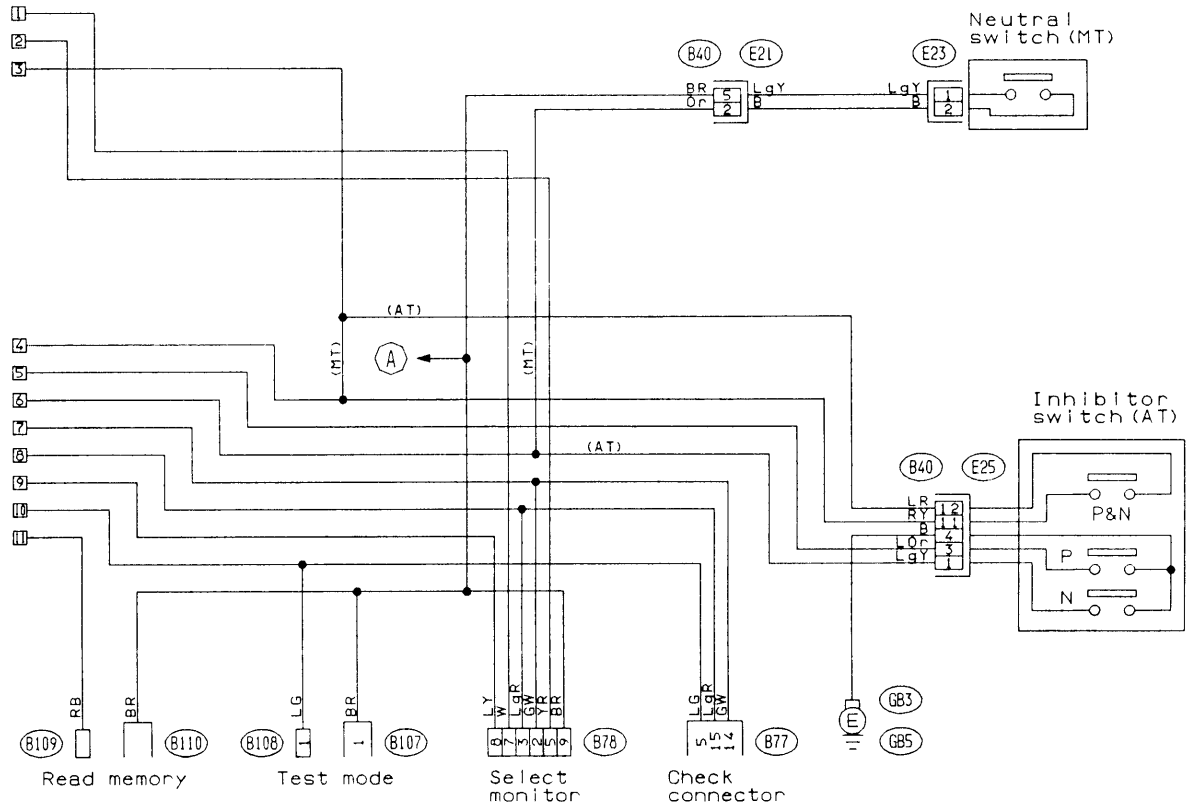 1
2
3
Neutral
switch (MT)
B40
E21
E23
BR
Or
5
2
LgY
B
LgY
B
1
2
(AT)
(MT)
A
(MT)
4
5
6
7
8
9
10
11
(AT)
Inhibitor
switch (AT)
B40
E25
LR
RY
B
LOr
LgY
12
11
4
3
1
P&N
P
N
RB
BR
LG
BR
LY
W
LgR
GW
YR
BR
LG
LgR
GW
GB3
E
GB5
B109
B110
B108
1
1
B107
8
7
3
2
5
9
B78
5
15
14
B77
Read memory
Test mode
Select
monitor
Check
connector